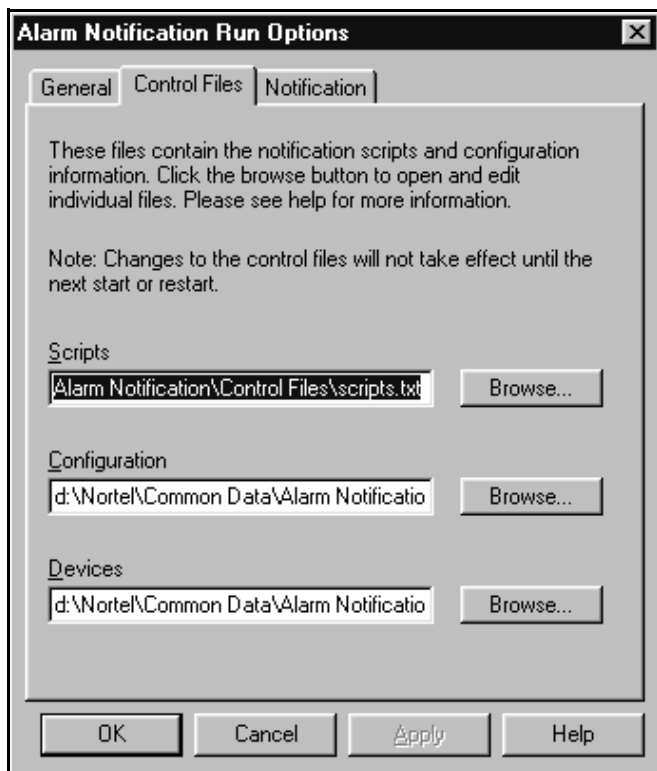 Alarm Notification Run Options
General
Control Files
Notification
These files contain the notification scripts and configuration
information. Click the browse button to open and edit
individual files. Please see help for more information.
Note: Changes to the control files will not take effect until the
next start or restart.
Scripts
Alarm Notification\Control Files\scripts.txt
Browse...
Configuration
d:\Nortel\Common Data\Alarm Notificatio
Browse...
Devices
d:\Nortel\Common Data\Alarm Notificatio
Browse...
OK
Cancel
Apply
Help